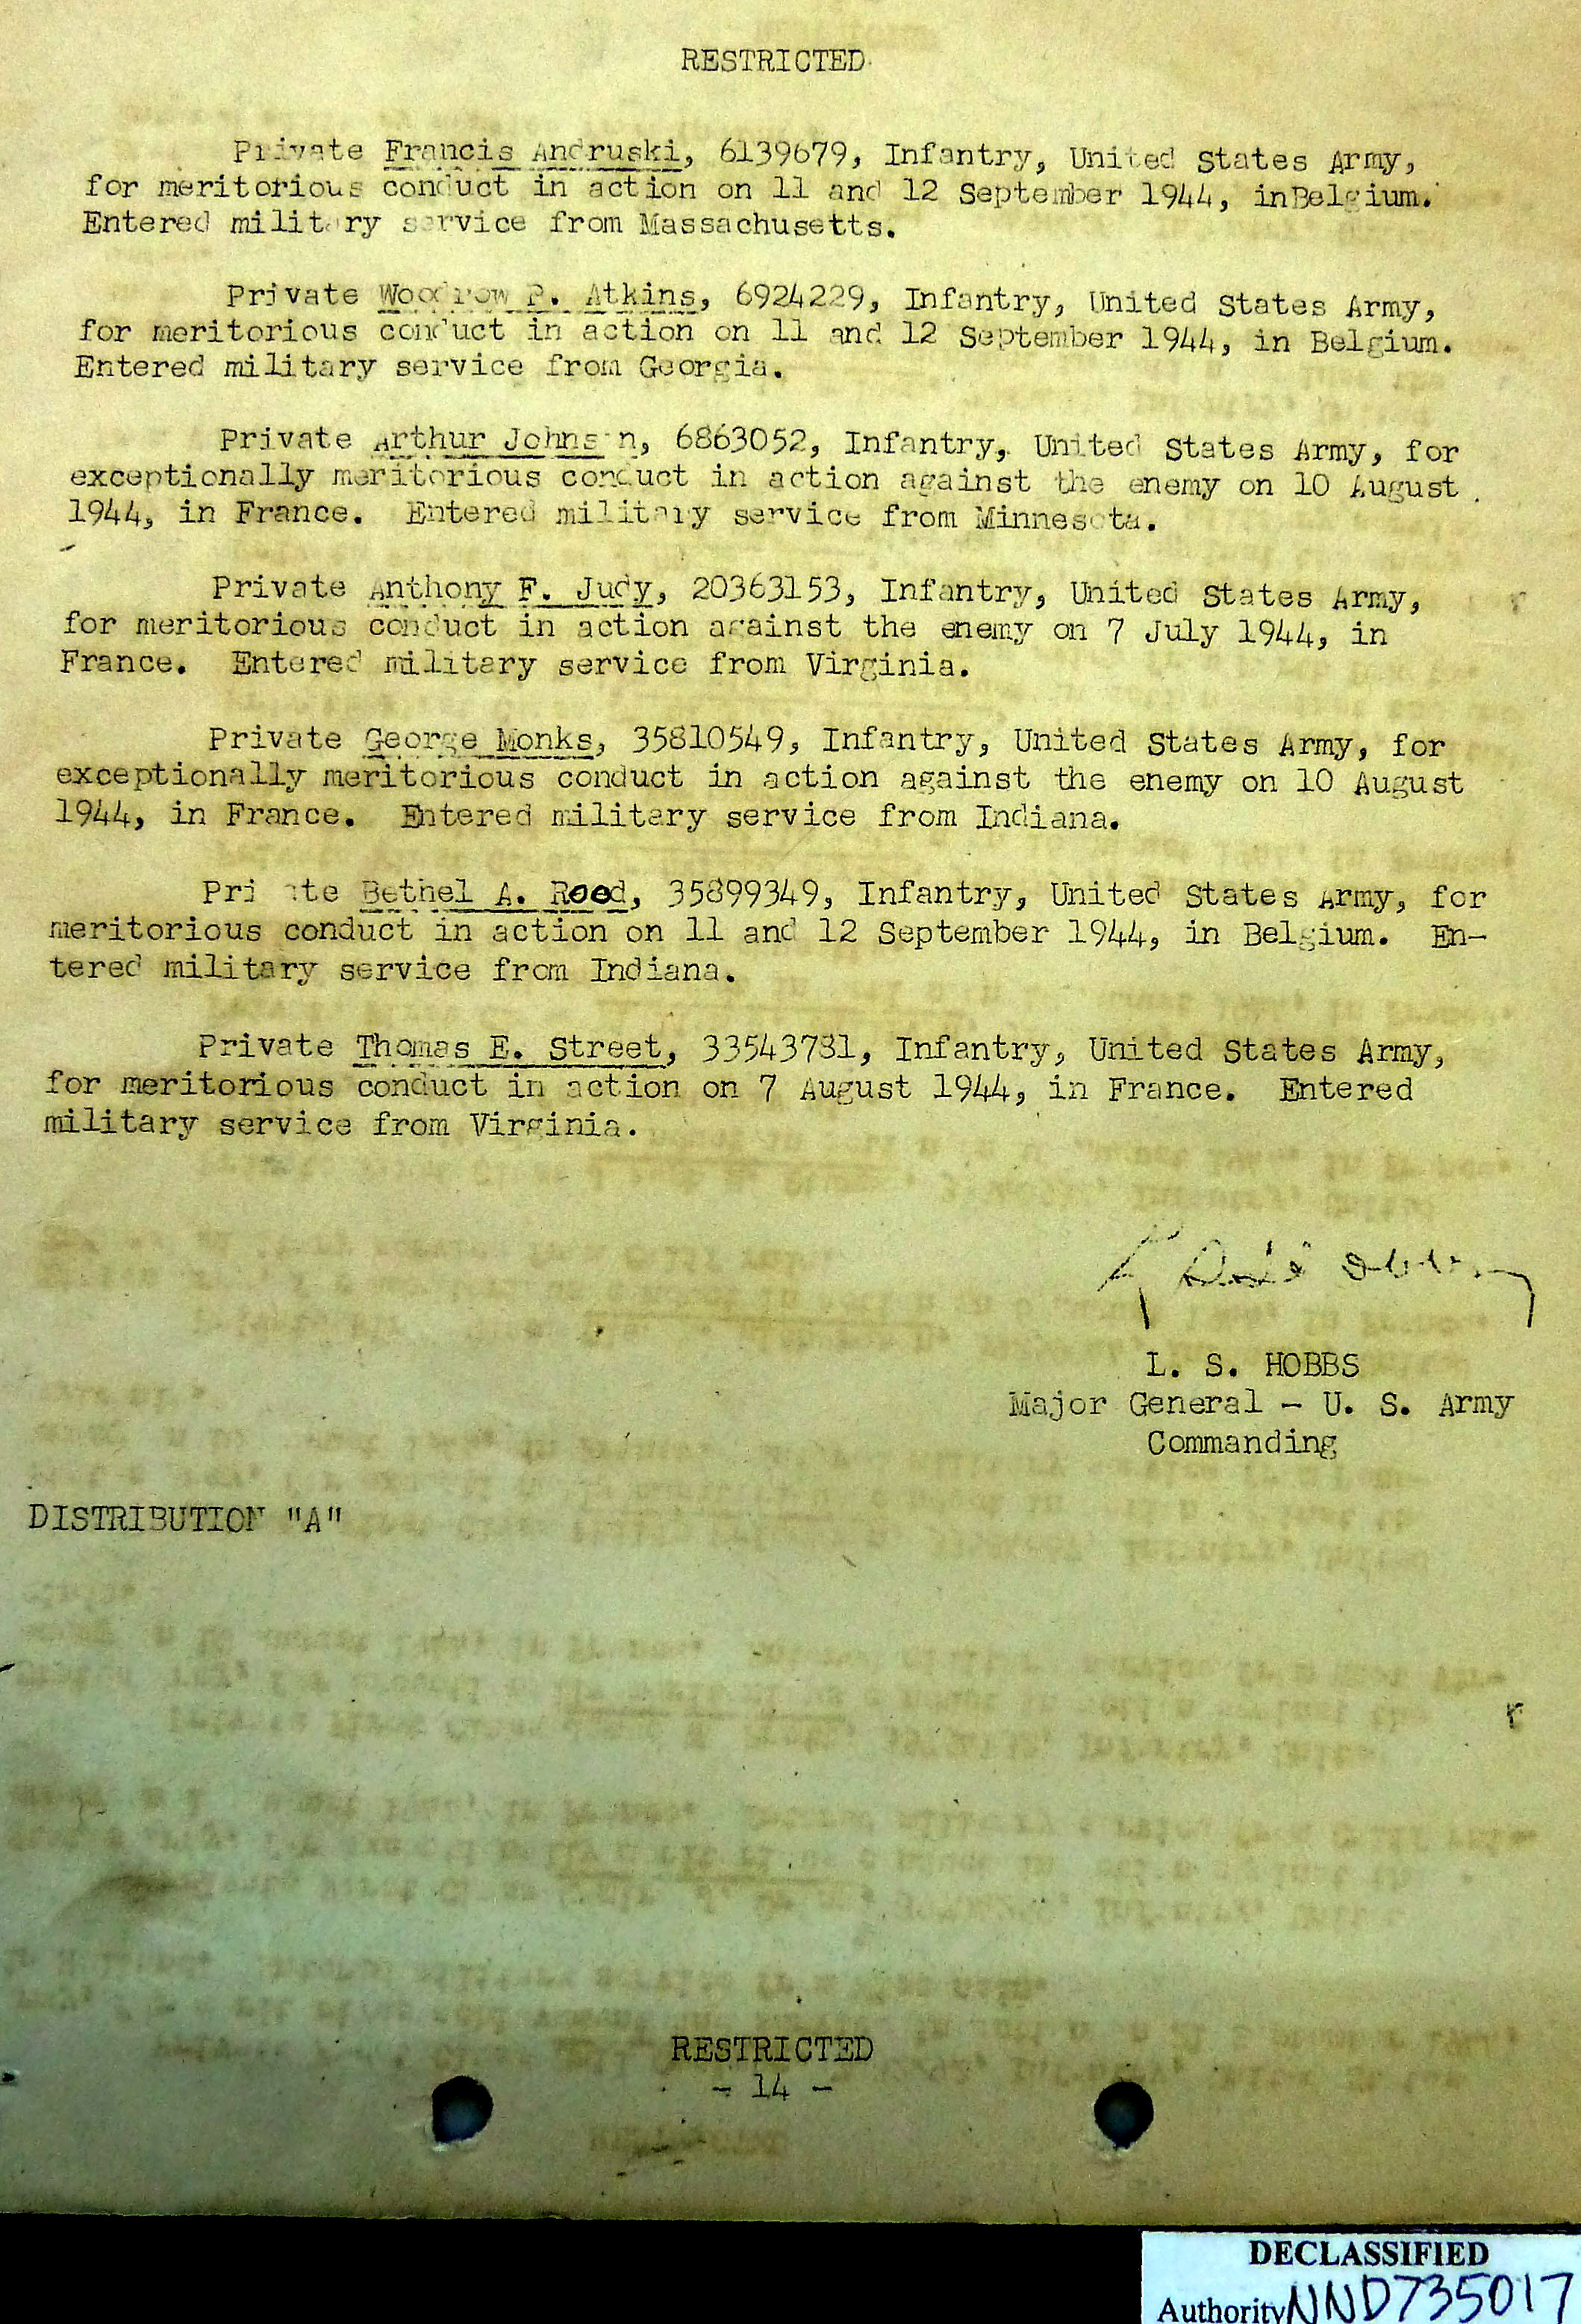 RESTRICTED
Private Francis Andruski, 6139679, Infantry, United States Army,
for meritorious conduct in action on 11 and 12 September 1944, inBelgium.
Entered military service from Massachusetts.
Private Woodrow P. Atkins, 6924229, Infantry, United States Army,
for meritorious conduct in action on 11 and 12 September 1944, in Belgium.
Entered military service from Georgia.
Private Arthur Johnson, 6863052, Infantry, United States Army, for
exceptionally meritorious conduct in action against the enemy on 10 August
1944, in France. Entered military service from Minnesota.
Private Anthony F. Judy, 20363153, Infantry, United States Army,
for meritorious conduct in action against the enemy on 7 July 1944, in
France. Entered military service from Virginia.
Private George Monks, 35810549, Infantry, United States Army, for
exceptionally meritorious conduct in action against the enemy on 10 August
1944, in France. Entered military service from Indiana.
Private Bethel A. Rood, 35899349, Infantry, United States Army, for
meritorious conduct in action on 11 and 12 September 1944, in Belgium. En-
tered military service from Indiana.
Private Thomas E. Street, 33543731, Infantry, United States Army,
for meritorious conduct in action on 7 August 1944, in France. Entered
military service from Virginia.
L. S. HOBBS
Major General - U. S. Army
Commanding
DISTRIBUTION "A"
RESTRICTED
- 14 -
DECLASSIFIED
Authority NND735017